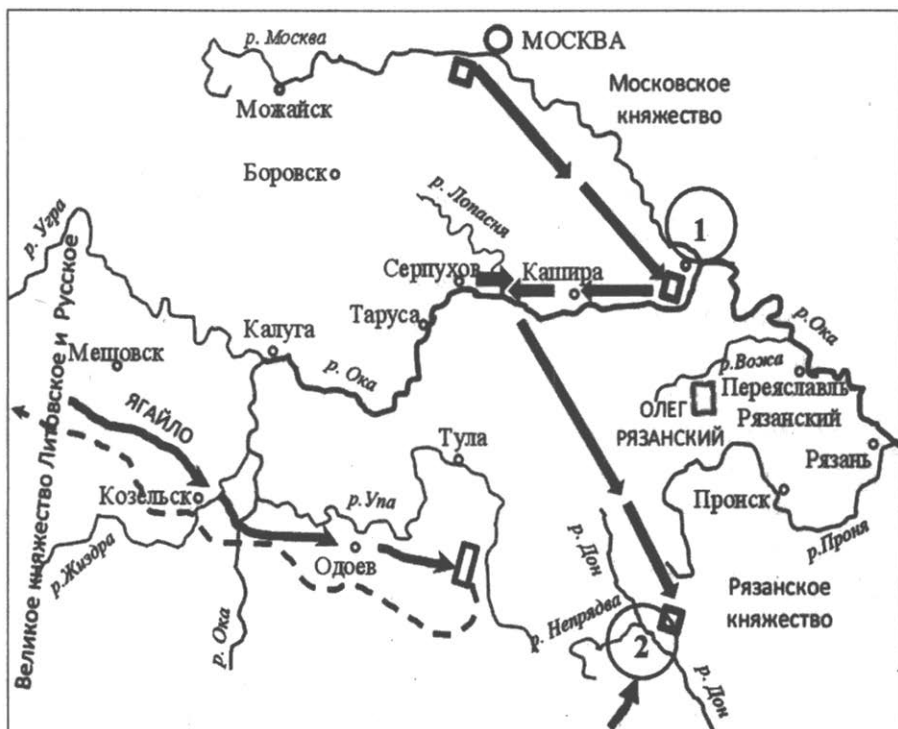 р. Москва
МОСКВА
Можайск
Московское
княжество
Боровск
р. Лопасня
р. Угра
1
Серпухов
Кашира
Таруса
р.Ока
Калуга
Мещовск
р. Ока
р.Вожа
Переяславль
Рязанский
ОЛЕГ
РЯЗАНСКИЙ
Великое княжество Литовское и Русское
ЯГАЙЛО
Тула
Рязань
Козельск
р.Упа
Пронск
р.Проня
р.Жиздра
Одоев
р. Дон
Рязанское
княжество
р. Ока
р. Непрядва
2
р. Дон